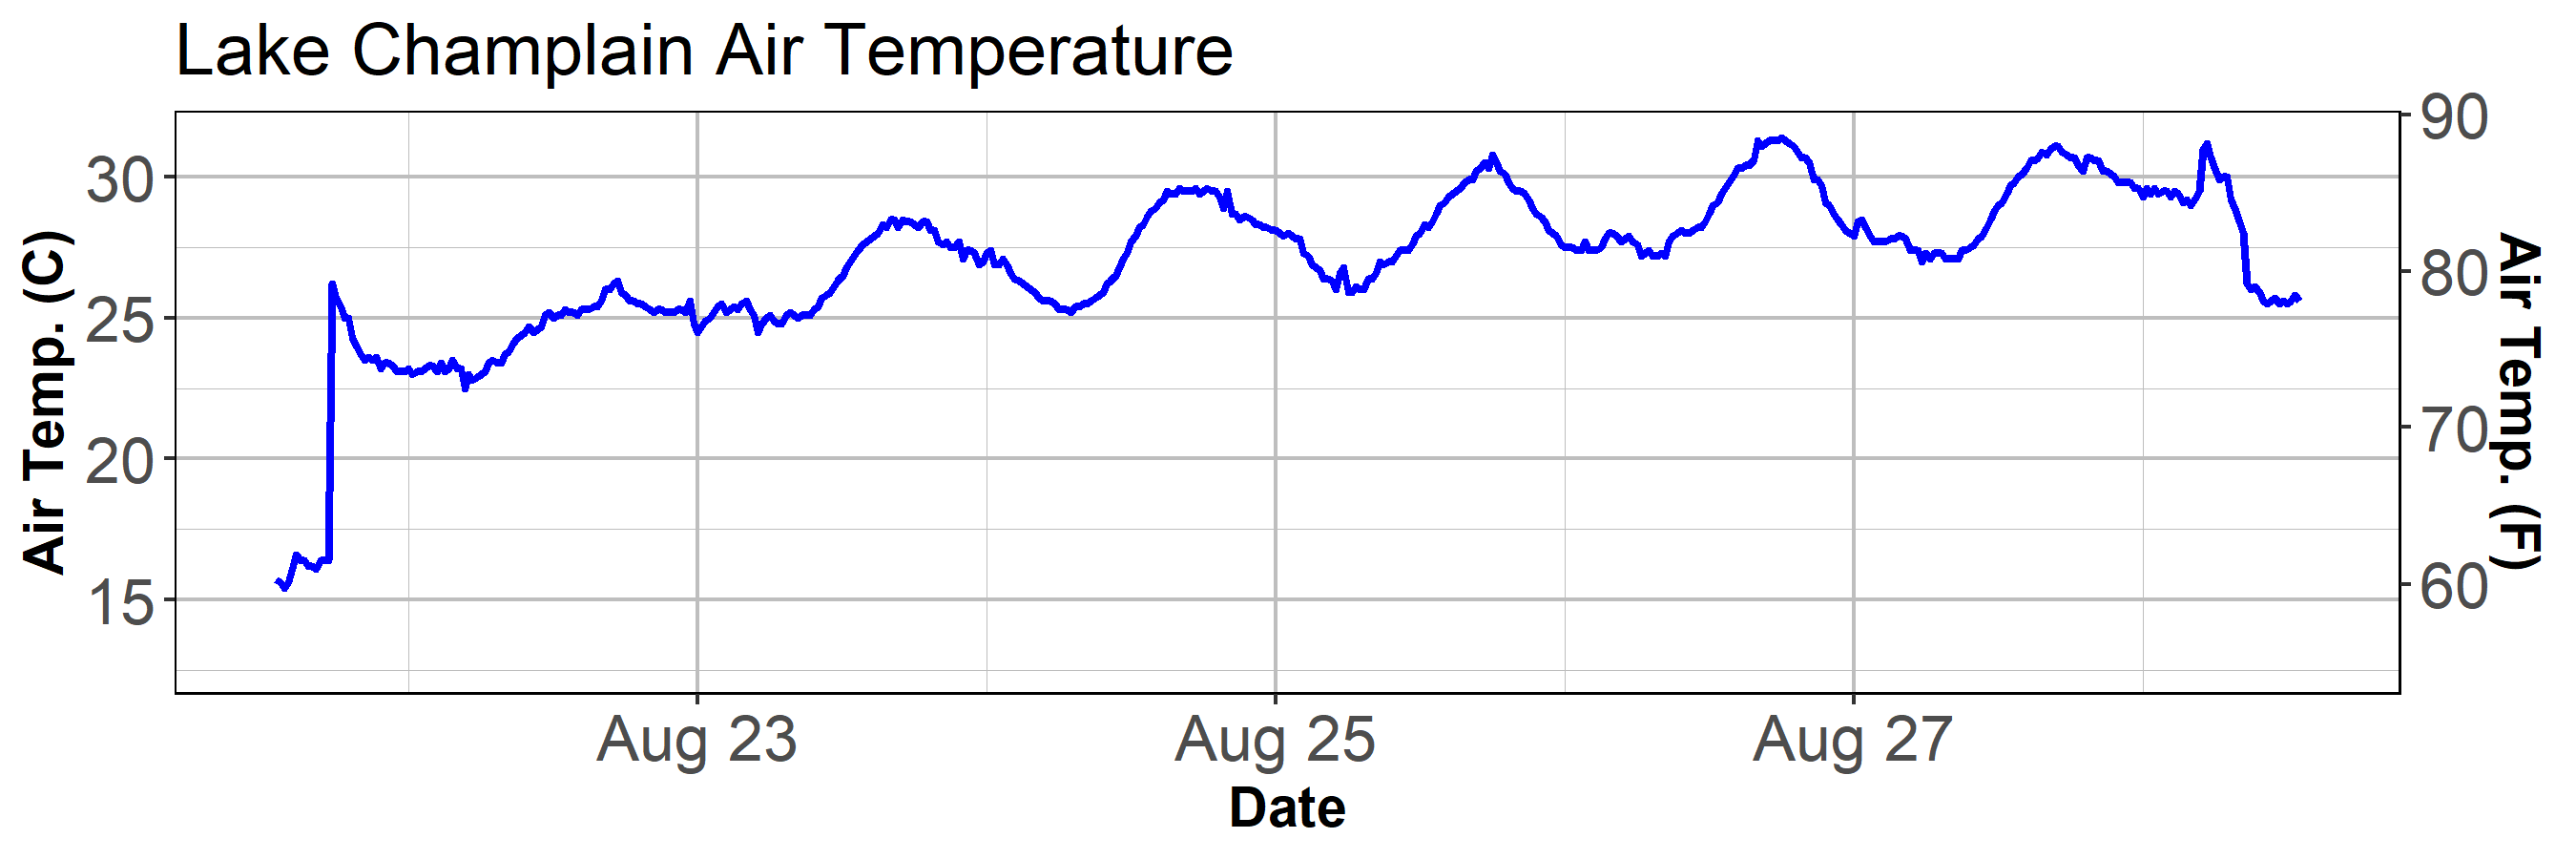 Lake Champlain Air Temperature
Air Temp. (C)
30
25
20
15
90
80
70
60
Air Temp. (F)
Aug 23 Aug 25 Aug 27
Date